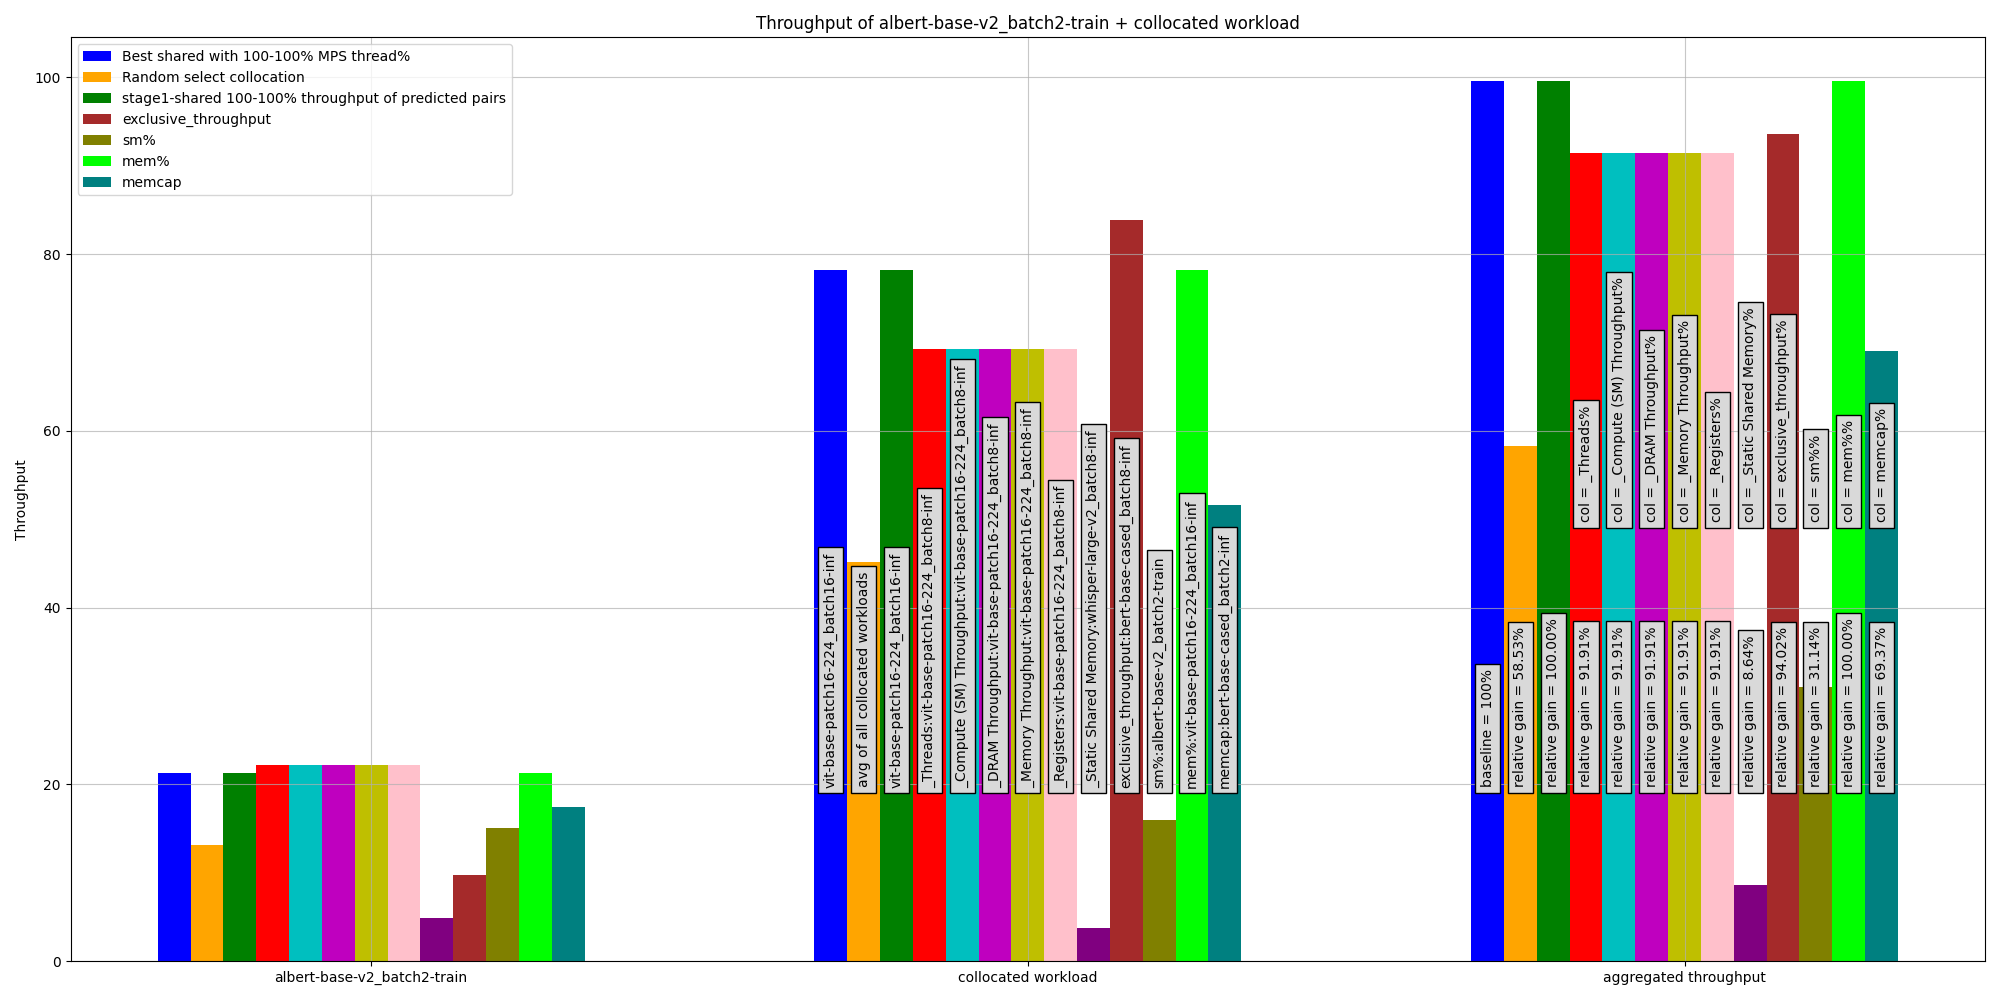 Throughput of albert-base-v2_batch2-train + collocated workload
Best shared with 100-100% MPS thread%
Random select collocation
stage1-shared 100-100% throughput of predicted pairs
exclusive_throughput
sm%
mem%
memcap
Throughput
100
80
60
40
20
0
vit-base-patch16-224_batch16-inf
avg of all collocated workloads
vit-base-patch16-224_batch16-inf
_Threads:vit-base-patch16-224_batch8-inf
_Compute (SM) Throughput:vit-base-patch16-224_batch8-inf
_DRAM Throughput:vit-base-patch16-224_batch8-inf
_Memory Throughput:vit-base-patch16-224_batch8-inf
_Registers:vit-base-patch16-224_batch8-inf
_Static Shared Memory:whisper-large-v2_batch8-inf
exclusive_throughput:bert-base-cased_batch8-inf
sm%:albert-base-v2_batch2-train
mem%:vit-base-patch16-224_batch16-inf
memcap:bert-base-cased_batch2-inf
col = _Threads%
col = _Compute (SM) Throughput%
col = _DRAM Throughput%
col = _Memory Throughput%
col = _Registers%
col = _Static Shared Memory%
col = exclusive_throughput%
col = sm%%
col = mem%%
col = memcap%
baseline = 100%
relative gain = 58.53%
relative gain = 100.00%
relative gain = 91.91%
relative gain = 91.91%
relative gain = 91.91%
relative gain = 91.91%
relative gain = 91.91%
relative gain = 8.64%
relative gain = 94.02%
relative gain = 31.14%
relative gain = 100.00%
relative gain = 69.37%
albert-base-v2_batch2-train
collocated workload
aggregated throughput